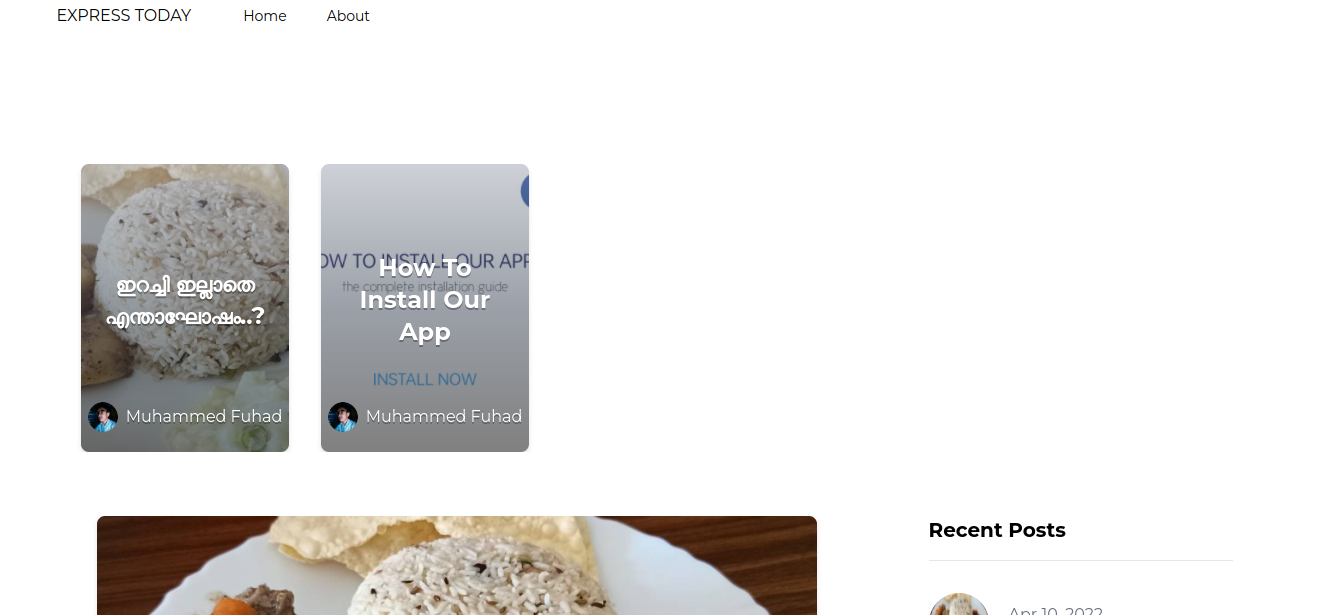 EXPRESS TODAY Home About
ഇറച്ചി ഇല്ലാതെ
എന്താഘോഷം..?
Muhammed Fuhad
HOW TO INSTALL OUR APP
the complete installation guide
How To
Install Our
App
INSTALL NOW
Muhammed Fuhad
Recent Posts
Apr 10, 2022